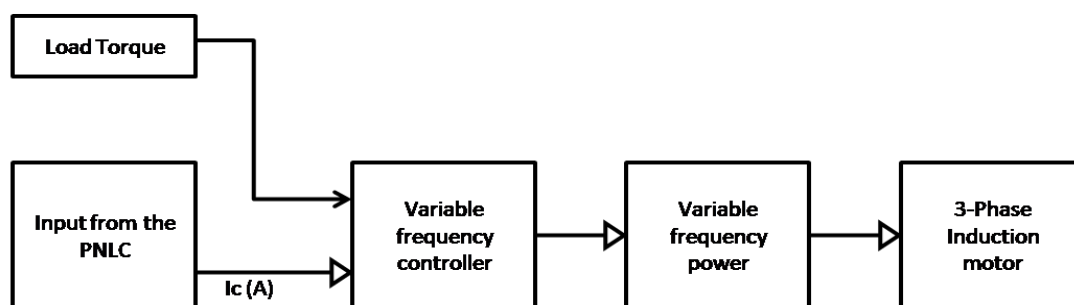 Load Torque
Input from the
PNLC
Ic (A)
Variable
frequency
controller
Variable
frequency
power
3-Phase
Induction
motor